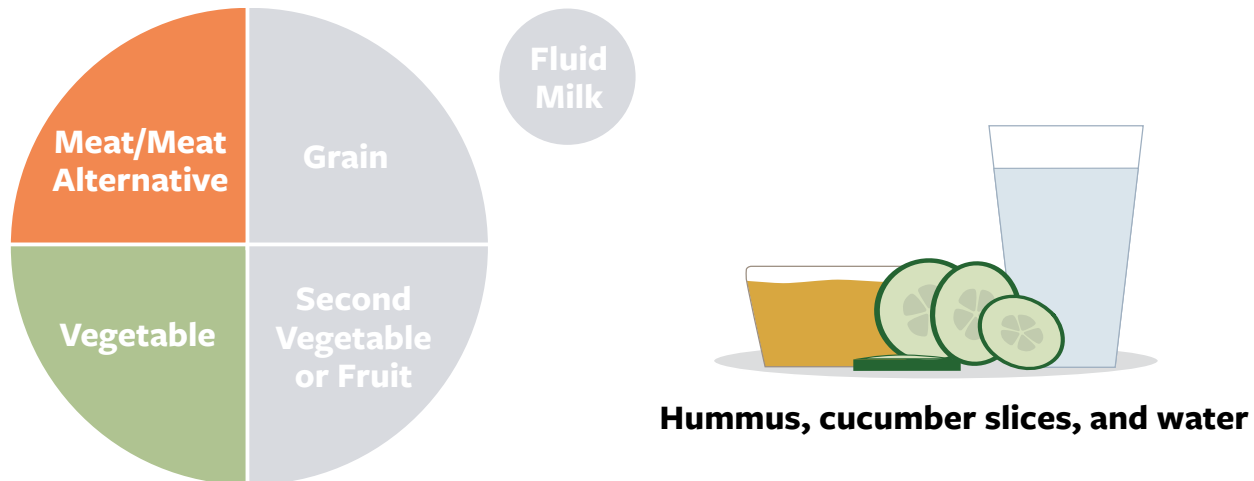 Meat/Meat
Alternative
Grain
Fluid
Milk
Vegetable
Second
Vegetable
or Fruit
Hummus, cucumber slices, and water